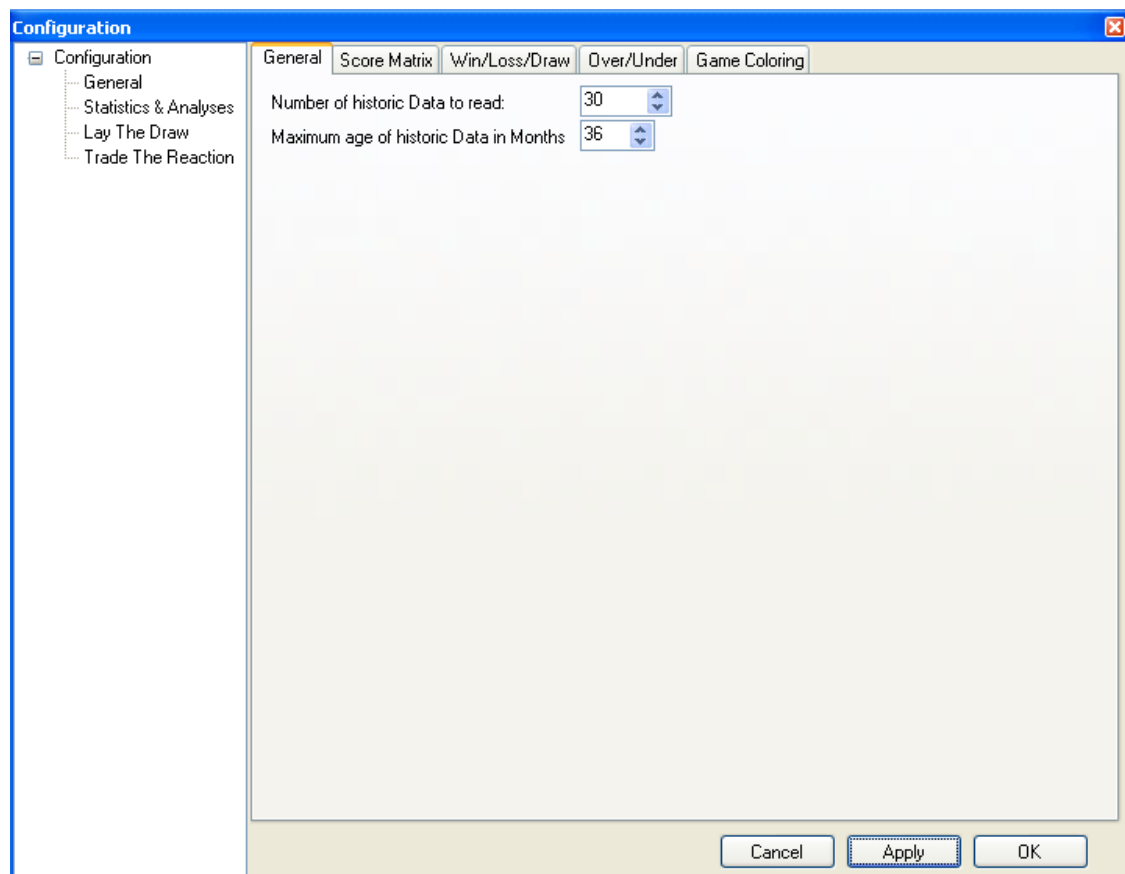 Configuration
Configuration
General
Statistics & Analyses
Lay The Draw
Trade The Reaction
General Score Matrix Win/Loss/Draw Over/Under Game Coloring
Number of historic Data to read: 30
Maximum age of historic Data in Months 36
Cancel Apply OK